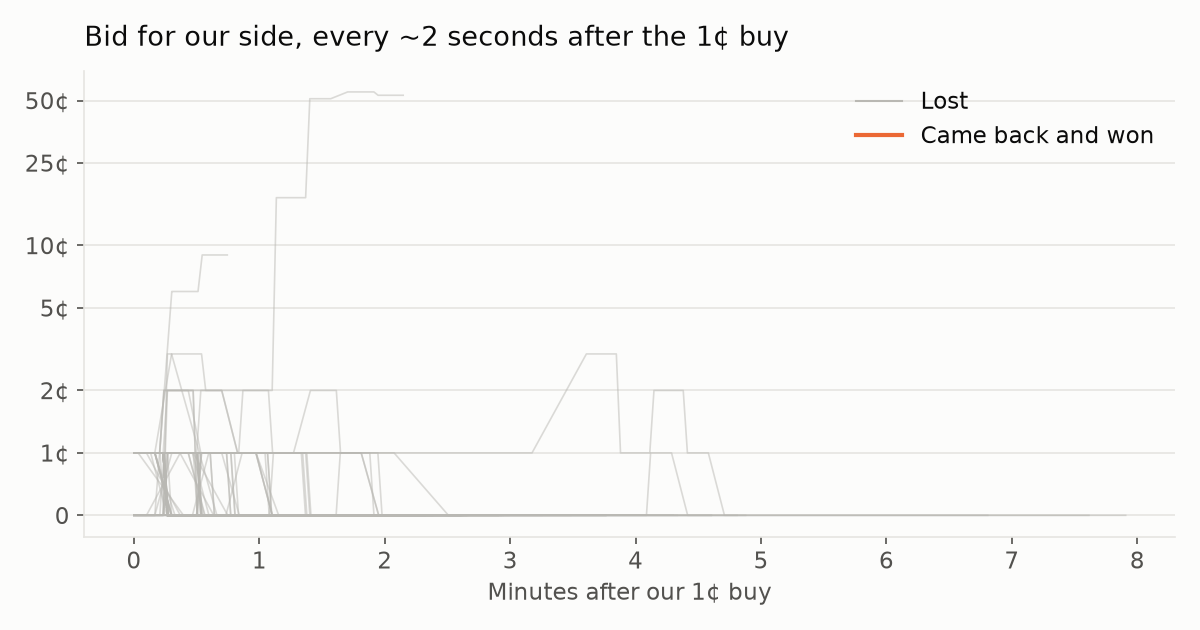 Bid for our side, every ~2 seconds after the 1¢ buy
50¢
25¢
10¢
5¢
2¢
1¢
0
Lost
Came back and won
0 1 2 3 4 5 6 7 8
Minutes after our 1¢ buy